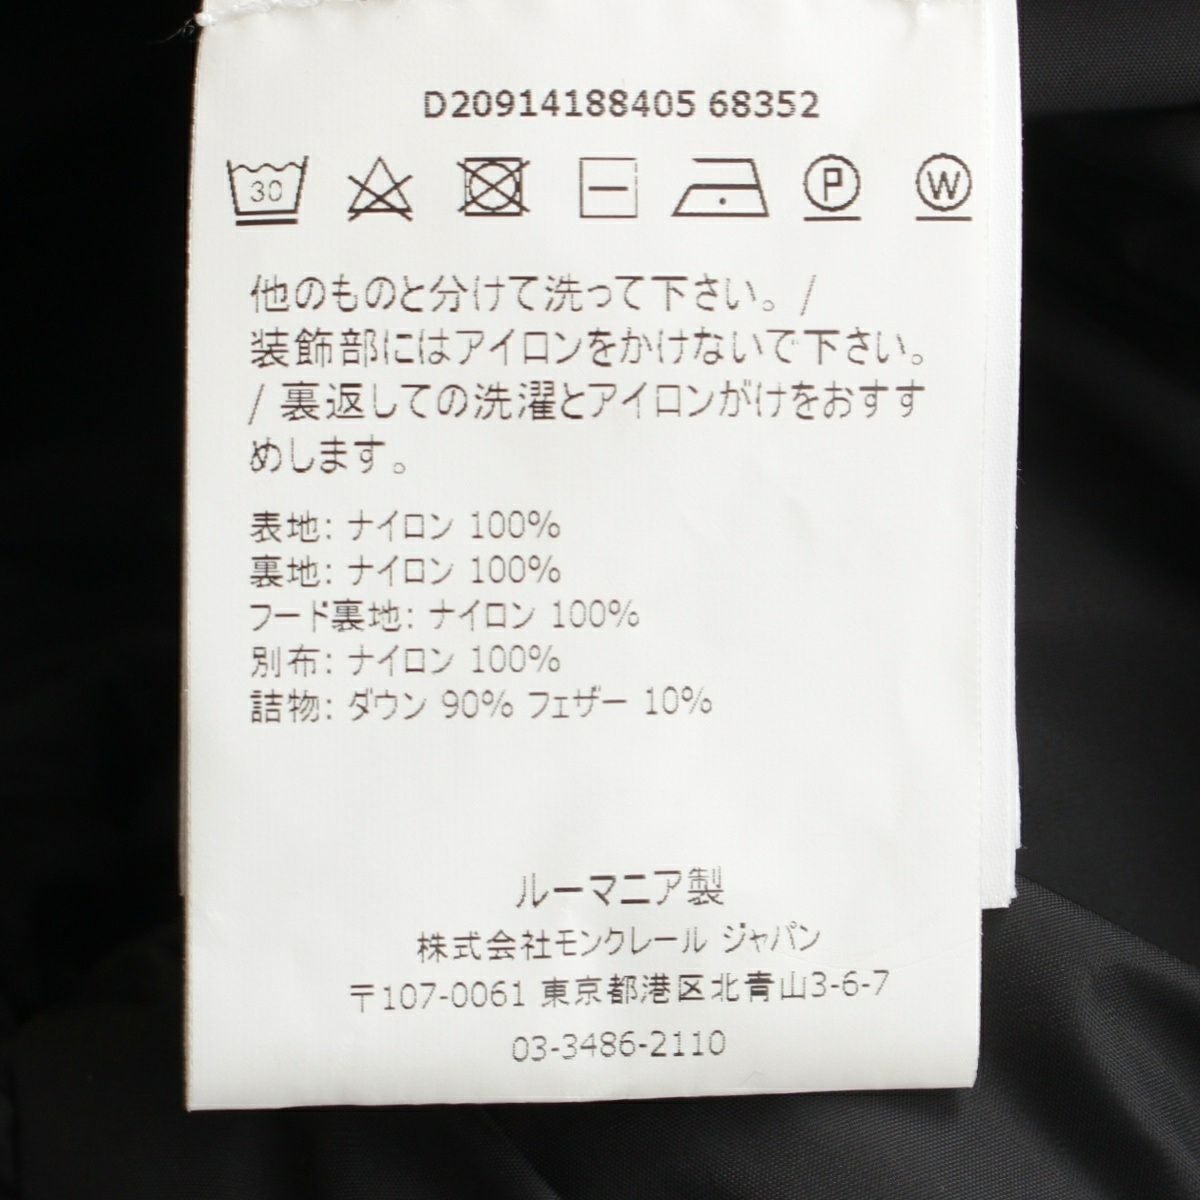 D20914188405 68352
30 P W
他のものと分けて洗って下さい。/
装飾部にはアイロンをかけないで下さい。
/ 裏返しての洗濯とアイロンがけをおすす
めします。
表地: ナイロン 100%
裏地: ナイロン 100%
フード裏地: ナイロン 100%
別布: ナイロン 100%
詰物: ダウン 90% フェザー 10%
ルーマニア製
株式会社モンクレール ジャパン
〒107-0061 東京都港区北青山3-6-7
03-3486-2110